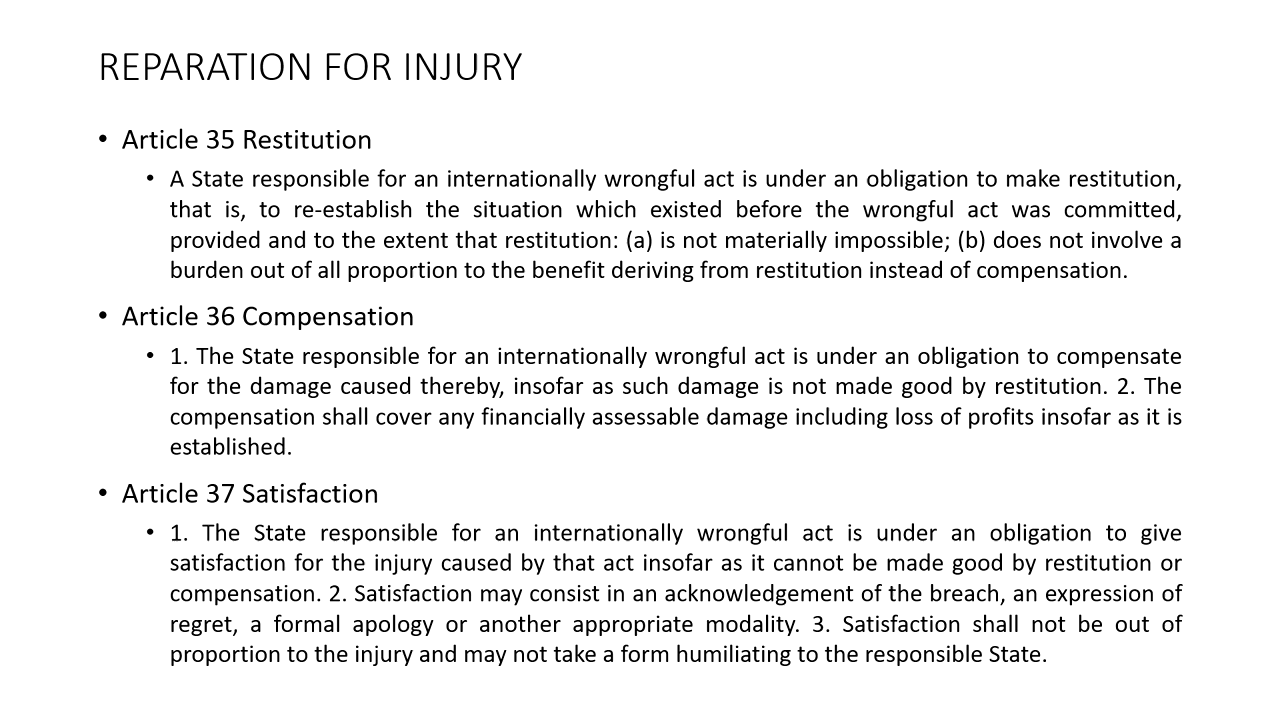 REPARATION FOR INJURY
• Article 35 Restitution
• A State responsible for an internationally wrongful act is under an obligation to make restitution,
that is, to re-establish the situation which existed before the wrongful act was committed,
provided and to the extent that restitution: (a) is not materially impossible; (b) does not involve a
burden out of all proportion to the benefit deriving from restitution instead of compensation.
• Article 36 Compensation
• 1. The State responsible for an internationally wrongful act is under an obligation to compensate
for the damage caused thereby, insofar as such damage is not made good by restitution. 2. The
compensation shall cover any financially assessable damage including loss of profits insofar as it is
established.
• Article 37 Satisfaction
• 1. The State responsible for an internationally wrongful act is under an obligation to give
satisfaction for the injury caused by that act insofar as it cannot be made good by restitution or
compensation. 2. Satisfaction may consist in an acknowledgement of the breach, an expression of
regret, a formal apology or another appropriate modality. 3. Satisfaction shall not be out of
proportion to the injury and may not take a form humiliating to the responsible State.